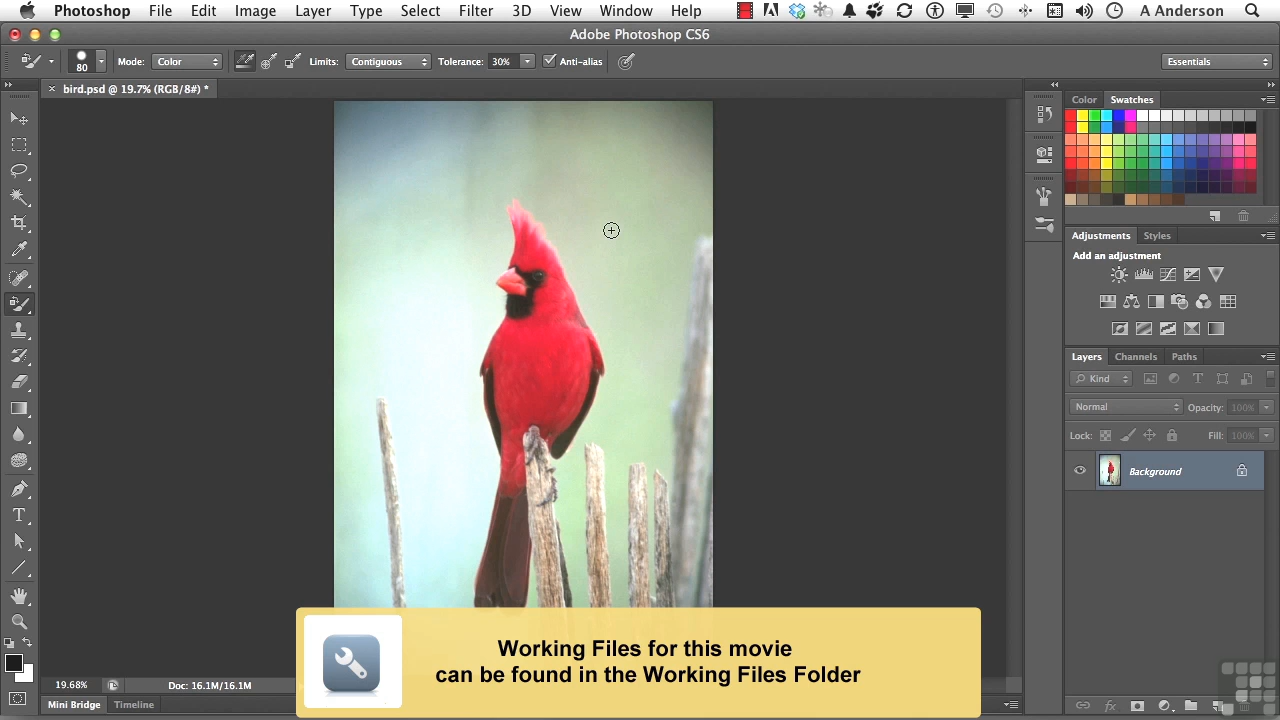 Photoshop File Edit Image Layer Type Select Filter 3D View Window Help A Anderson
Adobe Photoshop CS6
80 Mode: Color Limits: Contiguous Tolerance: 30% Anti-alias Essentials
× bird.psd @ 19.7% (RGB/8#) *
Color Swatches
Adjustments Styles
Add an adjustment
Layers Channels Paths
Kind
Normal Opacity: 100%
Lock: Fill: 100%
Background
Working Files for this movie
can be found in the Working Files Folder
19.68% Doc: 16.1M/16.1M
Mini Bridge Timeline